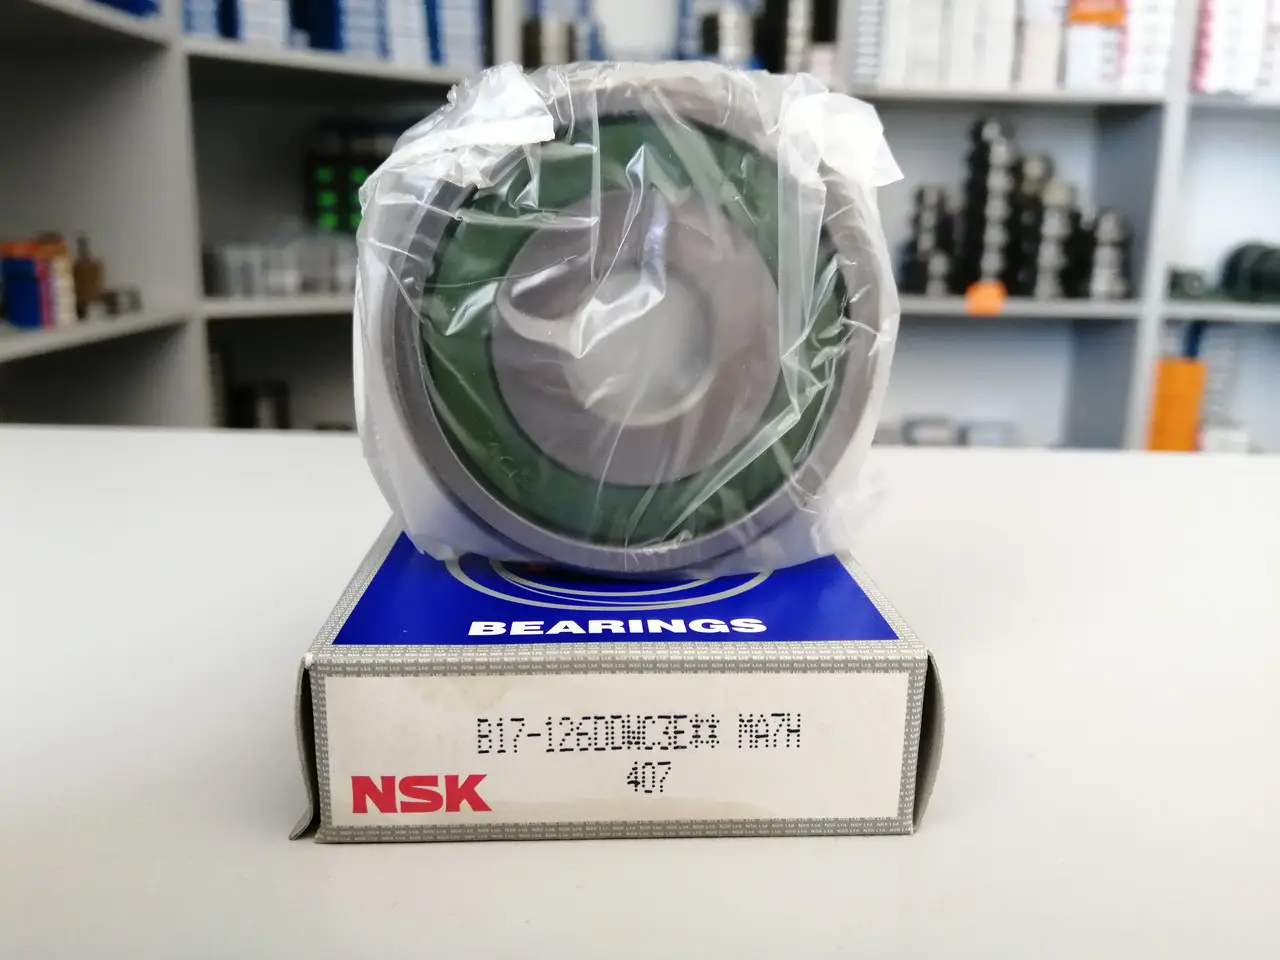 BEARINGS
B17-126DDWC3E** MA7H
407
NSK